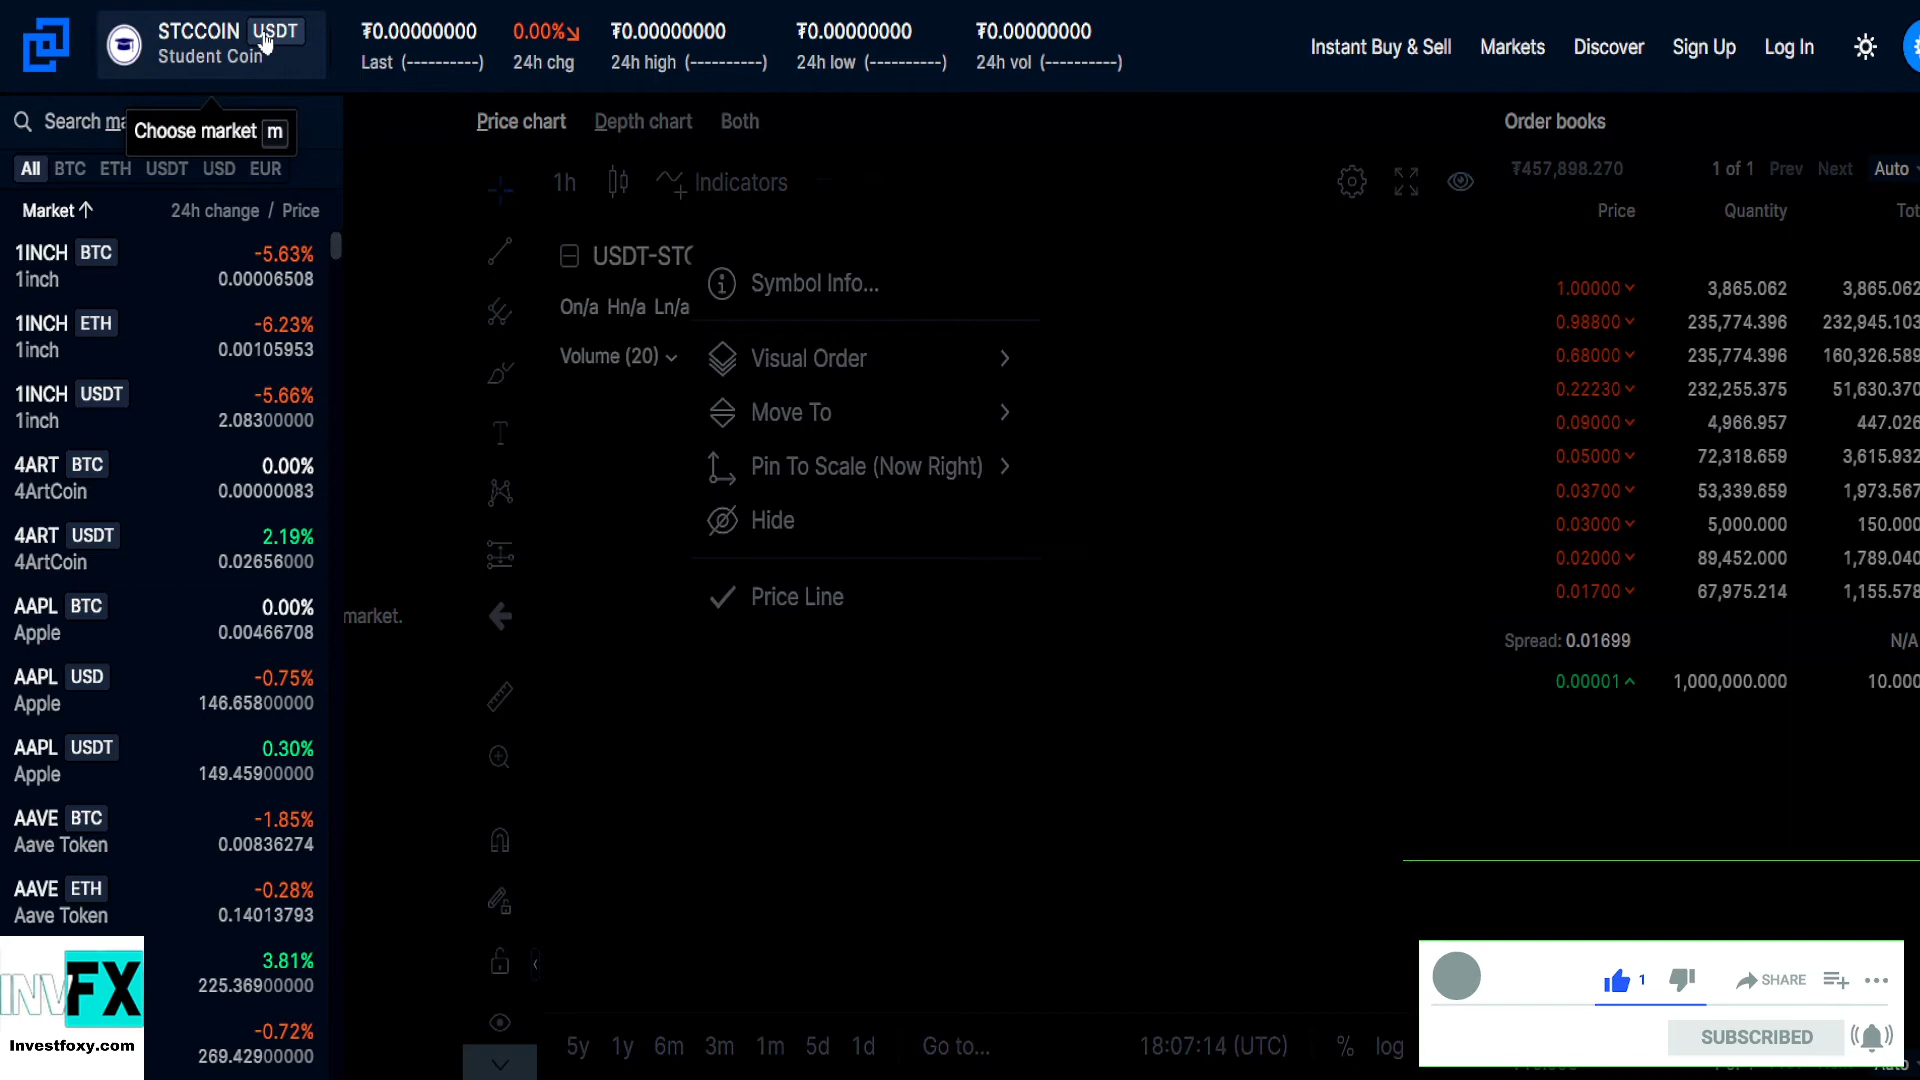 STCCOIN USDT
Student Coin
₮0.00000000
Last (----------)
0.00%
24h chg
₮0.00000000
24h high (----------)
₮0.00000000
24h low (----------)
₮0.00000000
24h vol (----------)
Instant Buy & Sell Markets Discover Sign Up Log In
Search ma
Choose market m
All BTC ETH USDT USD EUR
Market 24h change / Price
1INCH BTC -5.63%
1inch 0.00006508
1INCH ETH -6.23%
1inch 0.00105953
1INCH USDT -5.66%
1inch 2.08300000
4ART BTC 0.00%
4ArtCoin 0.00000083
4ART USDT 2.19%
4ArtCoin 0.02656000
AAPL BTC 0.00%
Apple 0.00466708
AAPL USD -0.75%
Apple 146.65800000
AAPL USDT 0.30%
Apple 149.45900000
AAVE BTC -1.85%
Aave Token 0.00836274
AAVE ETH -0.28%
Aave Token 0.14013793
3.81%
225.36900000
-0.72%
269.42900000
INV FX
Investfoxy.com
market.
Price chart Depth chart Both
1h Indicators
USDT-STC
On/a Hn/a Ln/a
Volume (20)
Symbol Info...
Visual Order
Move To
Pin To Scale (Now Right)
Hide
Price Line
5y 1y 6m 3m 1m 5d 1d Go to... 18:07:14 (UTC) % log
Order books
₮457,898.270 1 of 1 Prev Next Auto
Price Quantity Tot
1.00000 3,865.062 3,865.062
0.98800 235,774.396 232,945.103
0.68000 235,774.396 160,326.589
0.22230 232,255.375 51,630.370
0.09000 4,966.957 447.026
0.05000 72,318.659 3,615.932
0.03700 53,339.659 1,973.567
0.03000 5,000.000 150.000
0.02000 89,452.000 1,789.040
0.01700 67,975.214 1,155.578
Spread: 0.01699 N/A
0.00001 1,000,000.000 10.000
1 SHARE
SUBSCRIBED